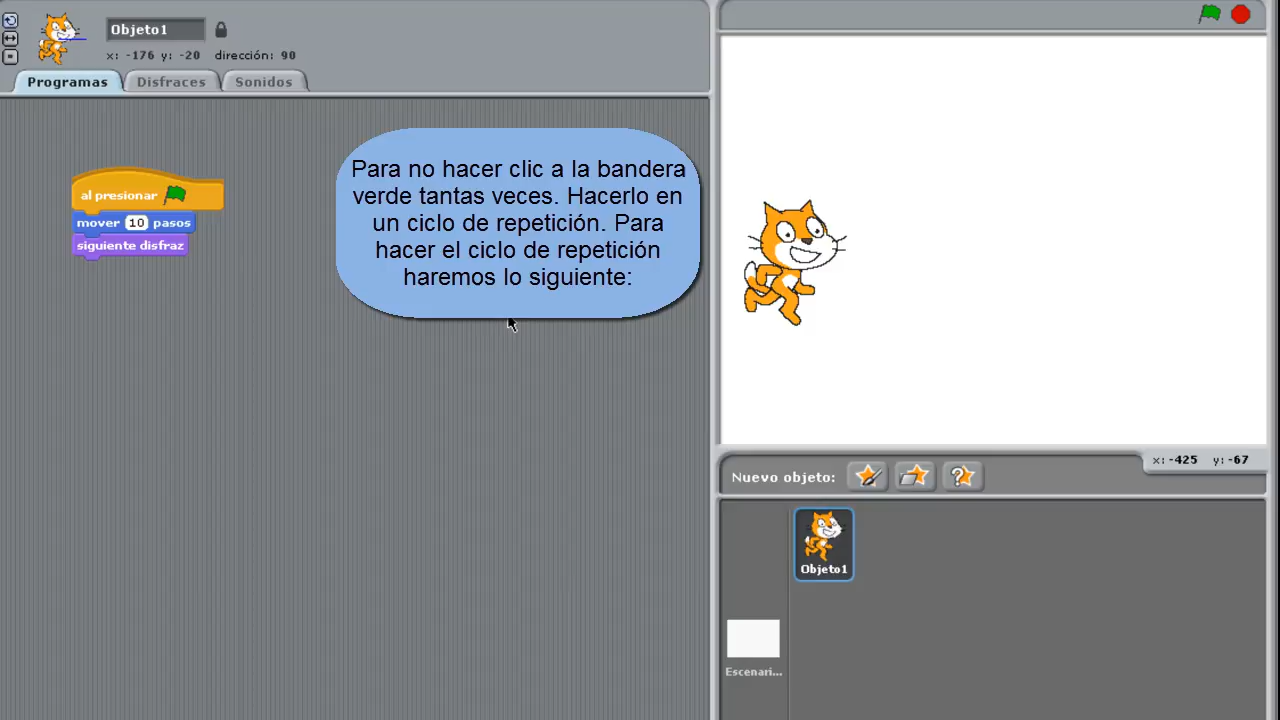 Objeto1
x: -176 y: -20 dirección: 90
Programas Disfraces Sonidos
al presionar
mover 10 pasos
siguiente disfraz
Para no hacer clic a la bandera
verde tantas veces. Hacerlo en
un ciclo de repetición. Para
hacer el ciclo de repetición
haremos lo siguiente:
x: -425 y: -67
Nuevo objeto:
Objeto1
Escenari...